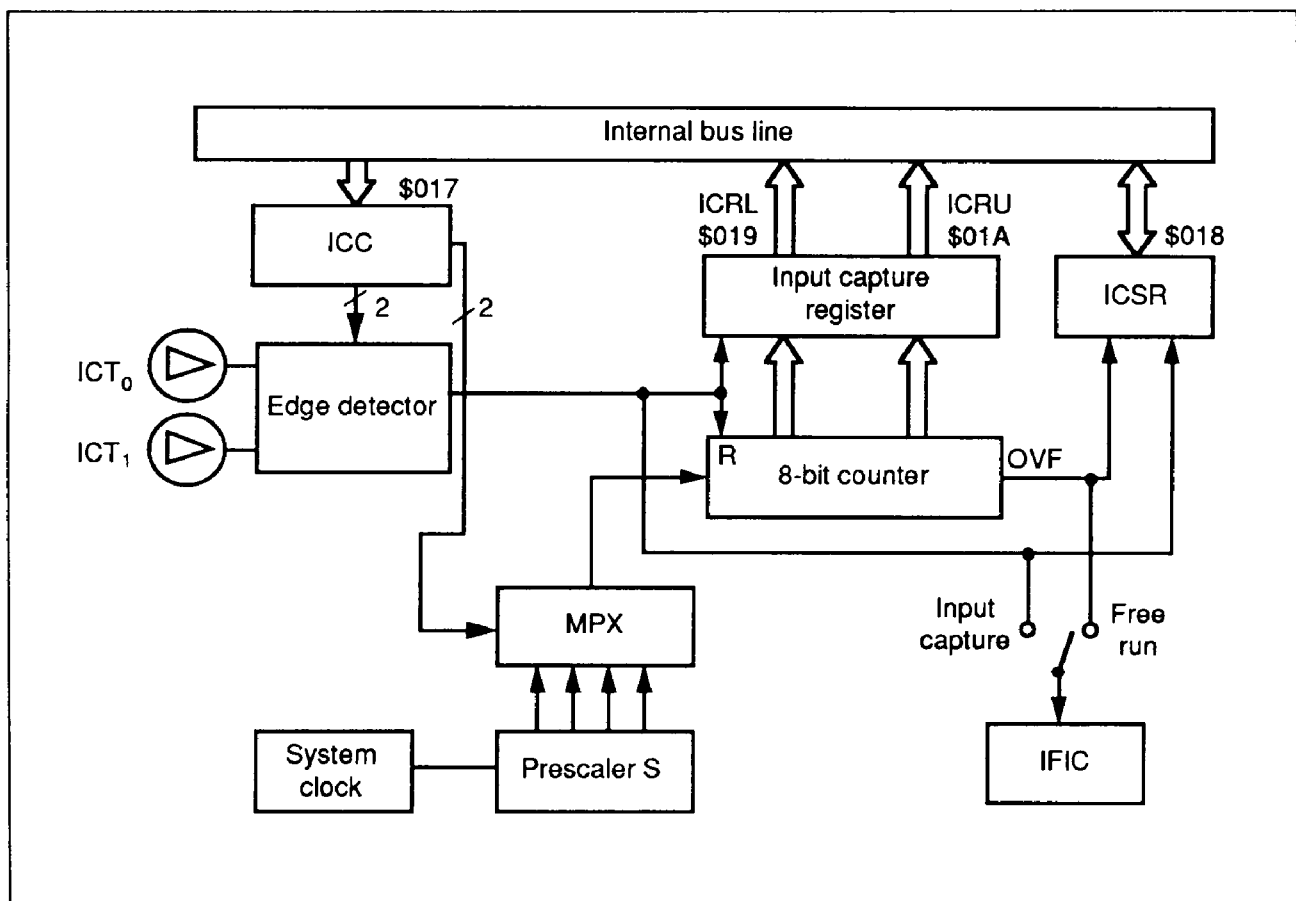 Internal bus line
$017
ICRL
$019
ICRU
$01A
$018
ICC
Input capture
register
ICSR
2
2
ICT0
Edge detector
ICT1
R
8-bit counter
OVF
MPX
Input
capture
Free
run
System
clock
Prescaler S
IFIC